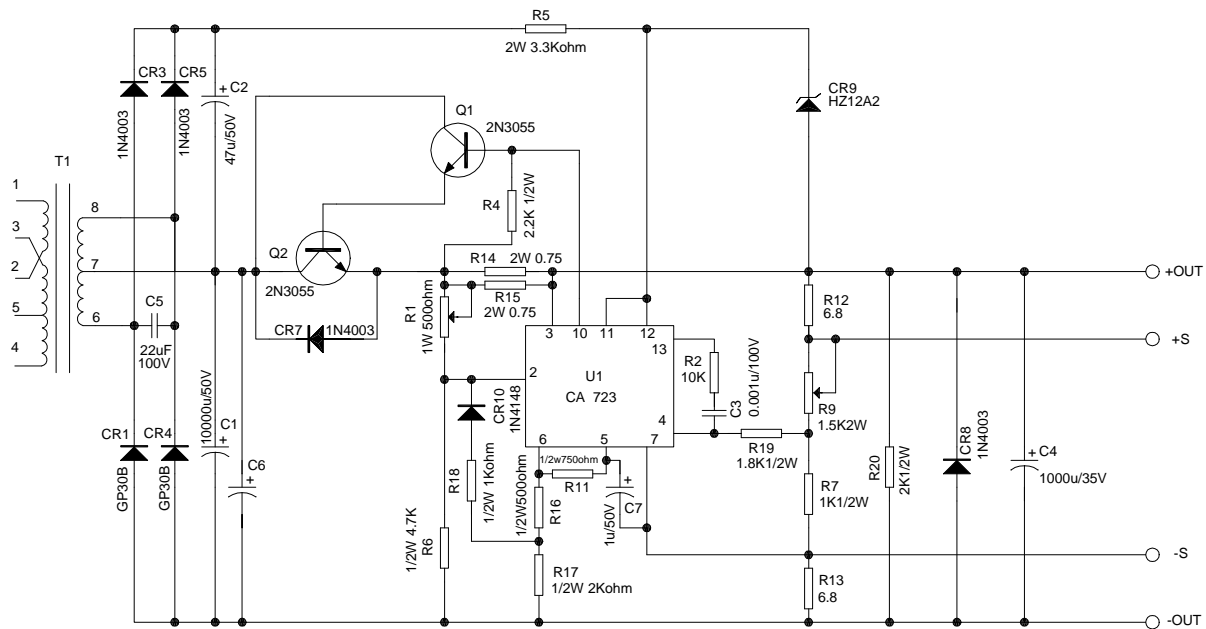 R5
2W 3.3Kohm
CR3
CR5
C2
+
CR9
HZ12A2
Q1
2N3055
1N4003
1N4003
47u/50V
T1
1
3
2
5
4
8
7
6
R4
2.2K 1/2W
Q2
2N3055
R14
2W 0.75
R15
2W 0.75
+OUT
C5
22uF
100V
CR7
1N4003
R1
1W 500ohm
3
10
11
12
13
2
4
6
5
7
U1
CA 723
R2
10K
C3
0.001u/100V
R12
6.8
+S
R9
1.5K2W
CR10
1N4148
R19
1.8K1/2W
CR1
CR4
GP30B
GP30B
10000u/50V
C1
+
C6
+
R18
1/2W 1Kohm
1/2w750ohm
R11
1/2W500ohm
R16
+
C7
1u/50V
R7
1K1/2W
R20
2K1/2W
CR8
1N4003
+
C4
1000u/35V
1/2W 4.7K
R6
R17
1/2W 2Kohm
R13
6.8
-S
-OUT